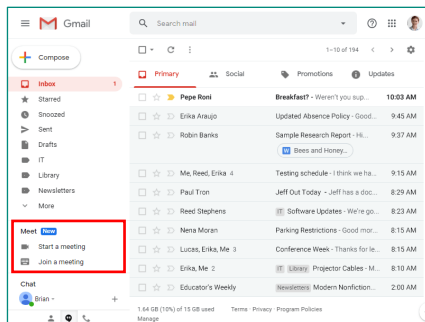 Gmail
Search mail
Compose
1–10 of 194
Primary Social Promotions Updates
Inbox 1
Starred
Snoozed
Sent
Drafts
IT
Library
Newsletters
More
Meet New
Start a meeting
Join a meeting
Chat
Brian
Pepe Roni Breakfast? - Weren't you sup... 10:03 AM
Erika Araujo Updated Absence Policy - Good... 9:45 AM
Robin Banks Sample Research Report - Hi... 9:37 AM
W Bees and Honey...
Me, Reed, Erika 4 Testing schedule - I think we ha... 9:15 AM
Paul Tron Jeff Out Today - Jeff has a doc... 8:29 AM
Reed Stephens IT Software Updates - We're go... 8:23 AM
Nena Moran Parking Restrictions - Good mor... 8:15 AM
Lucas, Erika, Me 3 Conference Week - Thanks for le... 8:15 AM
Erika, Me 2 IT Library Projector Cables - M... 8:10 AM
Educator's Weekly Newsletters Modern Nonfiction... 2:00 AM
1.64 GB (10%) of 15 GB used Terms · Privacy · Program Policies
Manage